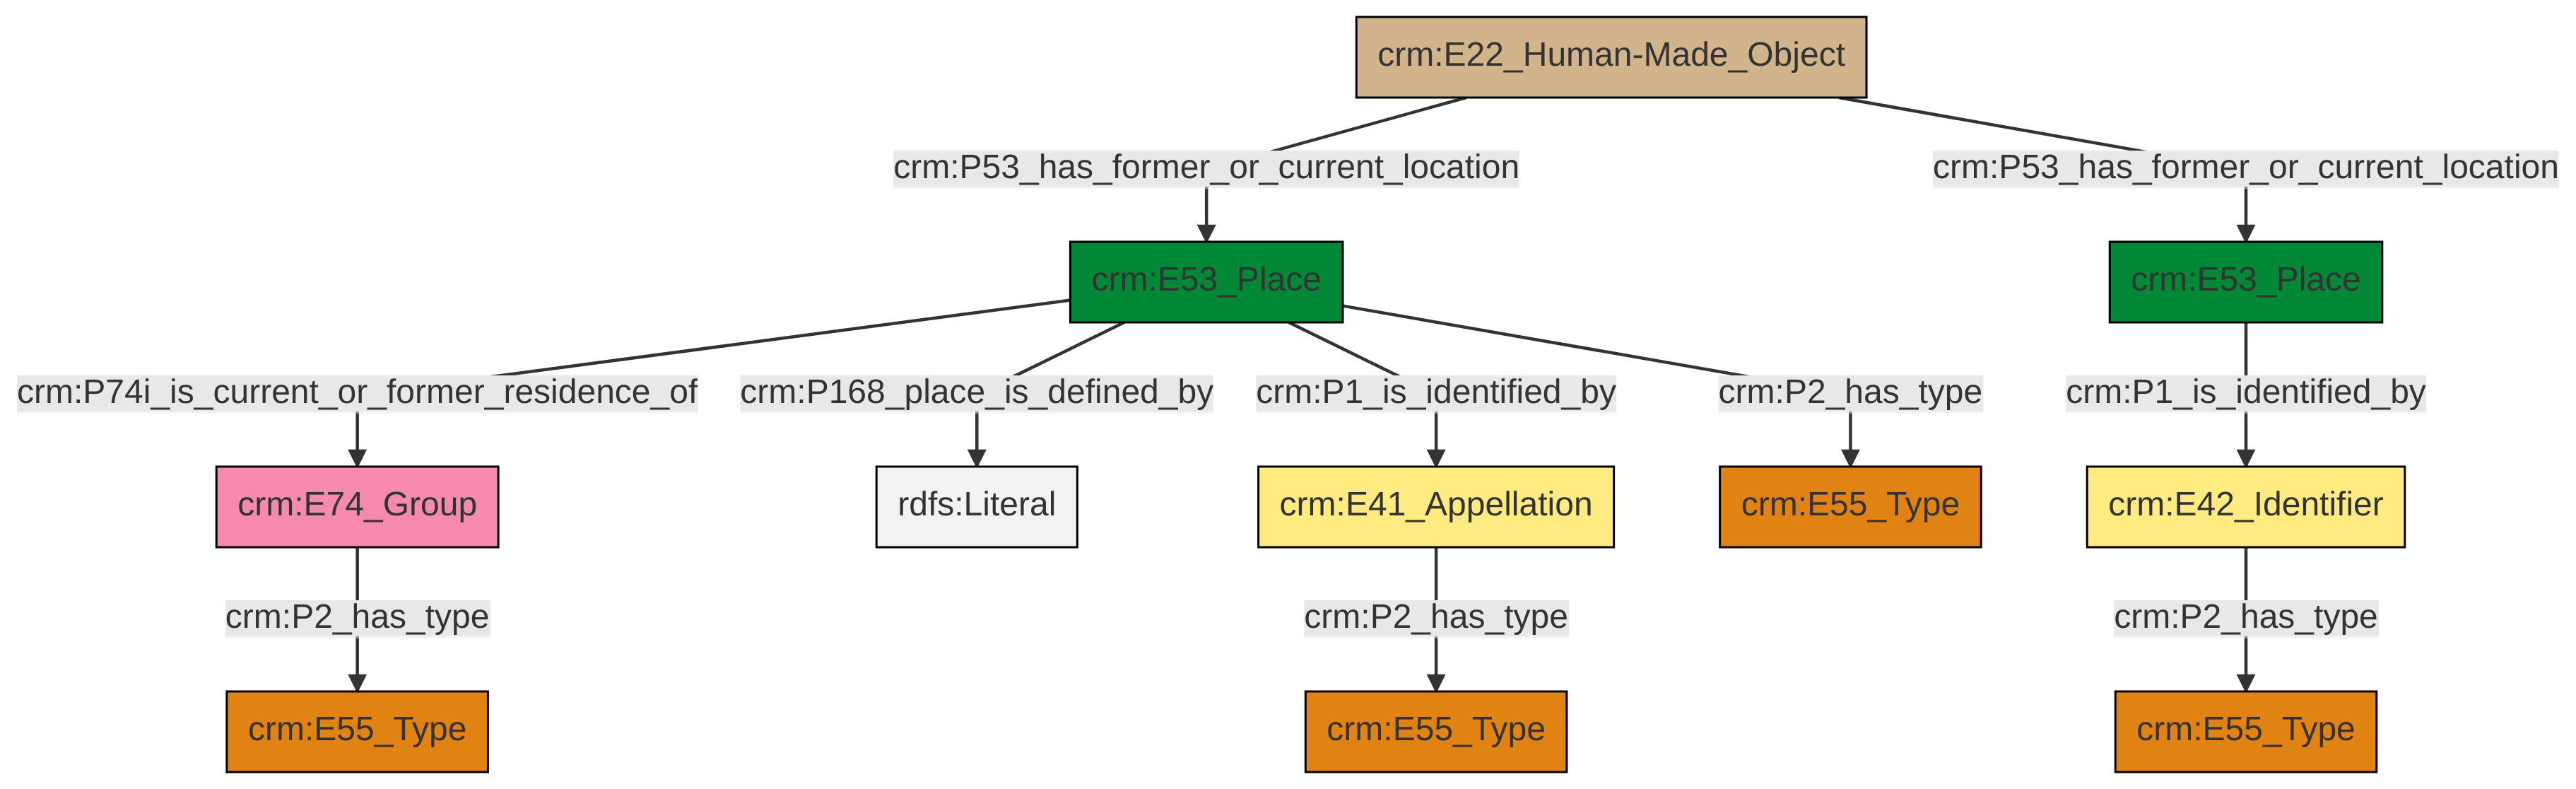 crm:E22_Human-Made_Object
crm:P53_has_former_or_current_location
crm:P53_has_former_or_current_location
crm:E53_Place
crm:E53_Place
crm:P74i_is_current_or_former_residence_of
crm:P168_place_is_defined_by
crm:P1_is_identified_by
crm:P2_has_type
crm:P1_is_identified_by
crm:E74_Group
rdfs:Literal
crm:E41_Appellation
crm:E55_Type
crm:E42_Identifier
crm:P2_has_type
crm:P2_has_type
crm:P2_has_type
crm:E55_Type
crm:E55_Type
crm:E55_Type